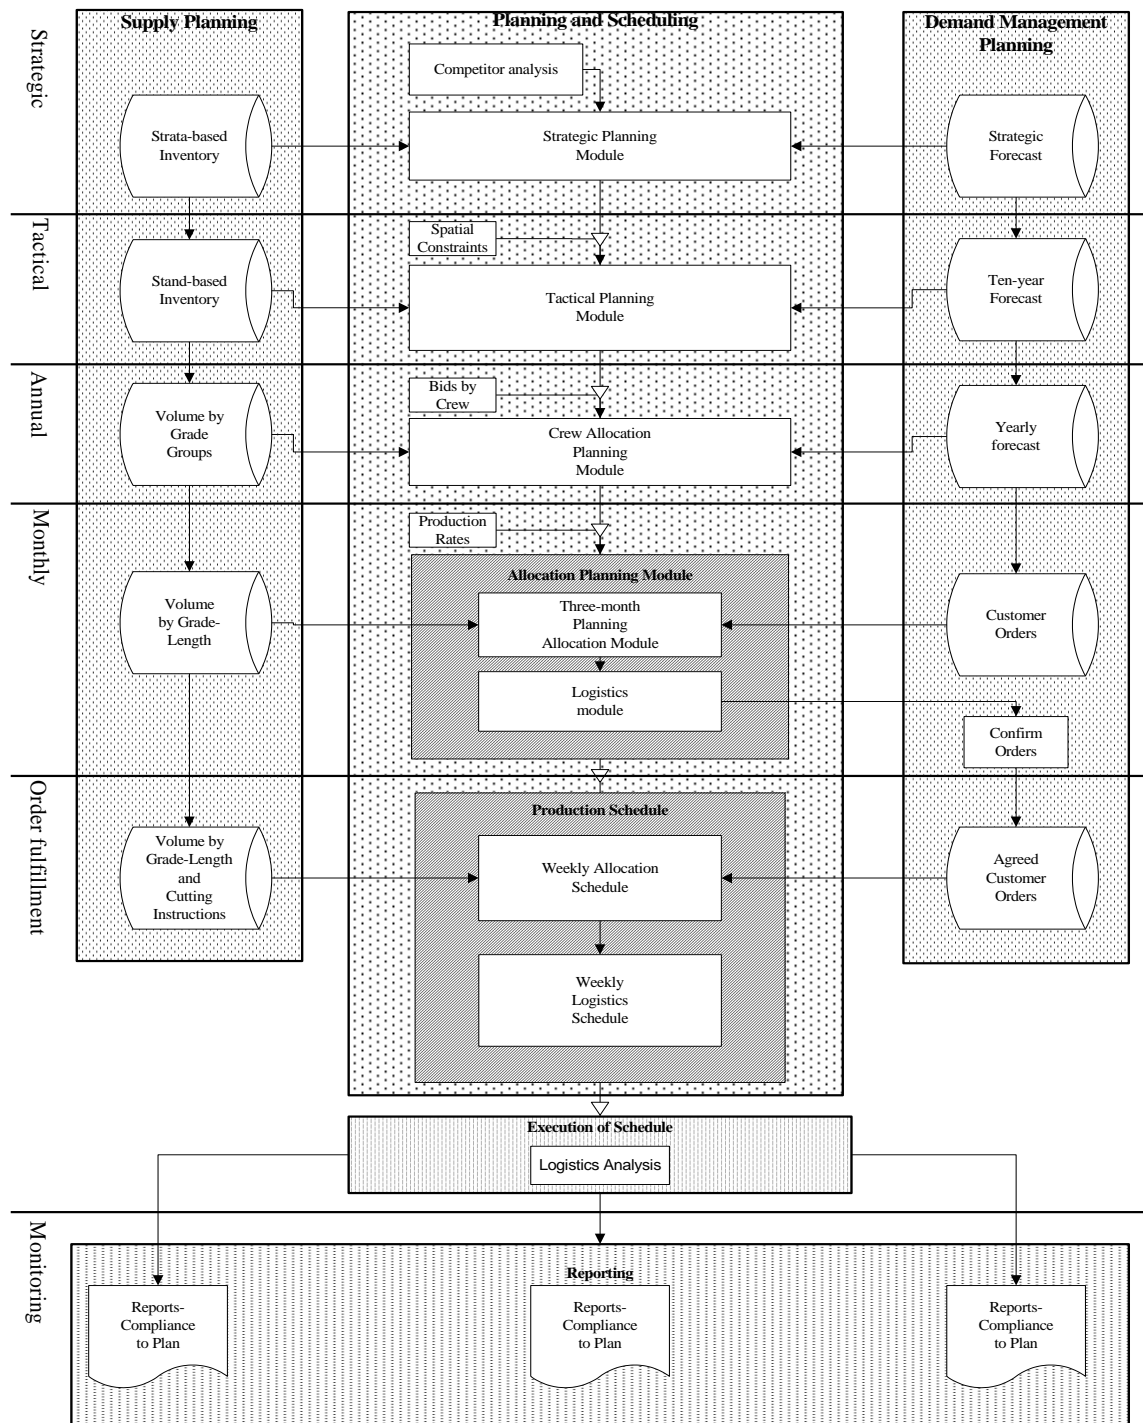 Supply Planning
Planning and Scheduling
Demand Management
Planning
Strategic
Competitor analysis
Strata-based
Inventory
Strategic Planning
Module
Strategic
Forecast
Tactical
Spatial
Constraints
Stand-based
Inventory
Tactical Planning
Module
Ten-year
Forecast
Annual
Bids by
Crew
Volume by
Grade
Groups
Crew Allocation
Planning
Module
Yearly
forecast
Monthly
Production
Rates
Allocation Planning Module
Volume
by Grade-
Length
Three-month
Planning
Allocation Module
Customer
Orders
Logistics
module
Confirm
Orders
Order fulfillment
Production Schedule
Volume by
Grade-Length
and
Cutting
Instructions
Weekly Allocation
Schedule
Agreed
Customer
Orders
Weekly
Logistics
Schedule
Execution of Schedule
Logistics Analysis
Monitoring
Reporting
Reports-
Compliance
to Plan
Reports-
Compliance
to Plan
Reports-
Compliance
to Plan